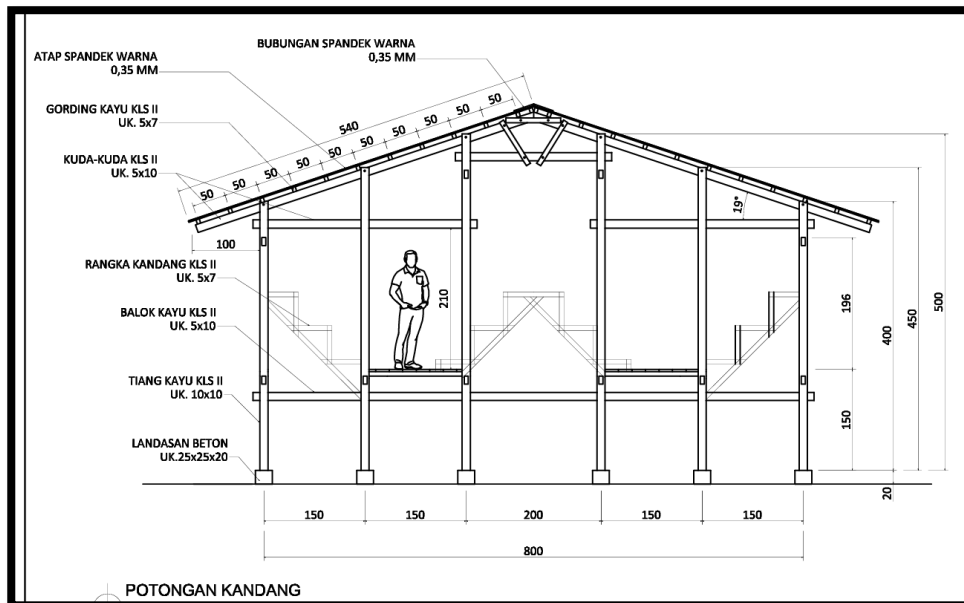 BUBUNGAN SPANDEK WARNA
0,35 MM
ATAP SPANDEK WARNA
0,35 MM
GORDING KAYU KLS II
UK. 5x7
KUDA-KUDA KLS II
UK. 5x10
540
50
50
50
50
50
50
50
50
50
50
100
19°
RANGKA KANDANG KLS II
UK. 5x7
BALOK KAYU KLS II
UK. 5x10
TIANG KAYU KLS II
UK. 10x10
LANDASAN BETON
UK.25x25x20
210
196
150
400
450
500
20
150
150
200
150
150
800
POTONGAN KANDANG